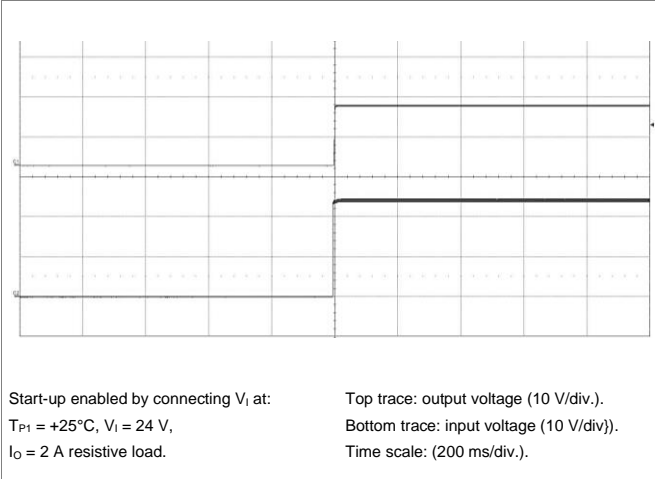 Start-up enabled by connecting VI at:
TP1 = +25°C, VI = 24 V,
IO = 2 A resistive load.
Top trace: output voltage (10 V/div.).
Bottom trace: input voltage (10 V/div}).
Time scale: (200 ms/div.).